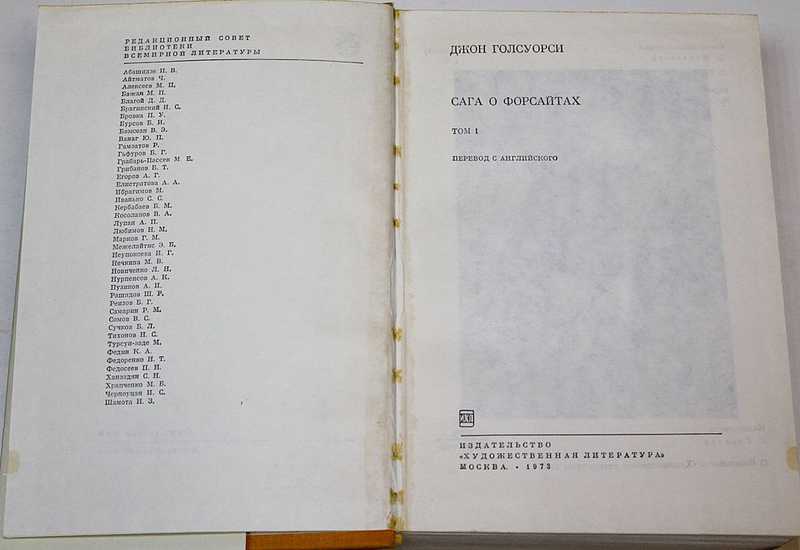 РЕДАКЦИОННЫЙ СОВЕТ
БИБЛИОТЕКИ
ВСЕМИРНОЙ ЛИТЕРАТУРЫ
Абашидзе И. В.
Айтматов Ч.
Алексеев М. П.
Бажан М. П.
Благой Д. Д.
Брагинский И. С.
Бровка П. У.
Бурсов Б. И.
Ванаг Ю. П.
Гамзатов Р.
Гафуров Б. Г.
Грабарь-Пассек М. Е.
Грибанов Б. Т.
Егоров А. Г.
Елистратова А. А.
Ибрагимов М.
Иванько С. С.
Кербабаев Б. М.
Косолапов В. А.
Лупан А. П.
Любимов Н. М.
Марков Г. М.
Межелайтис Э. Б.
Неупокоева И. Г.
Нечкина М. В.
Новиченко Л. Н.
Нурпеисов А. К.
Пузиков А. И.
Рашидов Ш. Р.
Реизов Б. Г.
Самарин Р. М.
Сомов В. С.
Сучков Б. Л.
Тихонов Н. С.
Турсун-заде М.
Федин К. А.
Федоренко Н. Т.
Федосеев П. Н.
Ханзадян С. Н.
Храпченко М. Б.
Черноуцан И. С.
Шамота Н. З.
ДЖОН ГОЛСУОРСИ
САГА О ФОРСАЙТАХ
ТОМ 1
ПЕРЕВОД С АНГЛИЙСКОГО
ИЗДАТЕЛЬСТВО
«ХУДОЖЕСТВЕННАЯ ЛИТЕРАТУРА»
МОСКВА · 1973